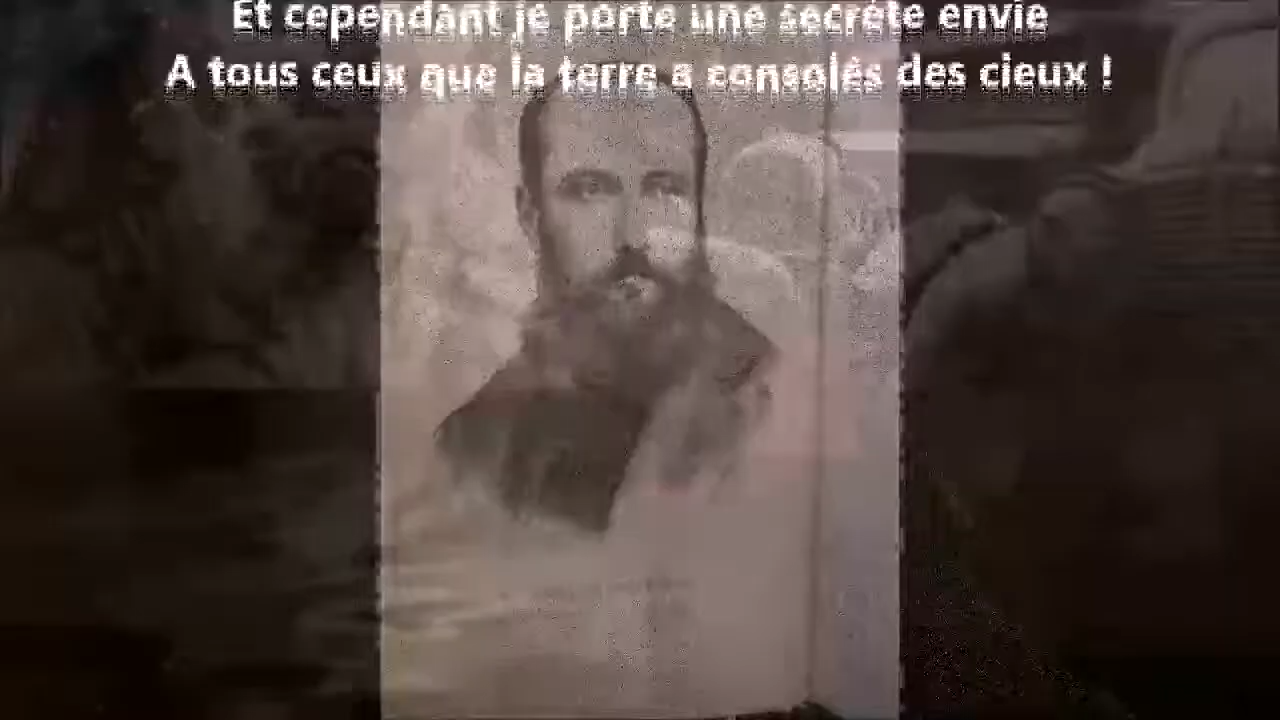 Et cependant je porte une secrète envie
A tous ceux que la terre a consolés des cieux !